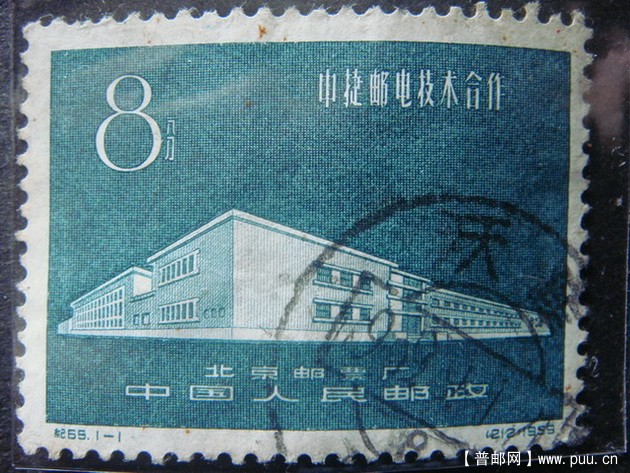 8分
中捷邮电技术合作
天
北京邮票厂
中国人民邮政
纪55.1-1
(212)1958
【普邮网】www.puu.cn